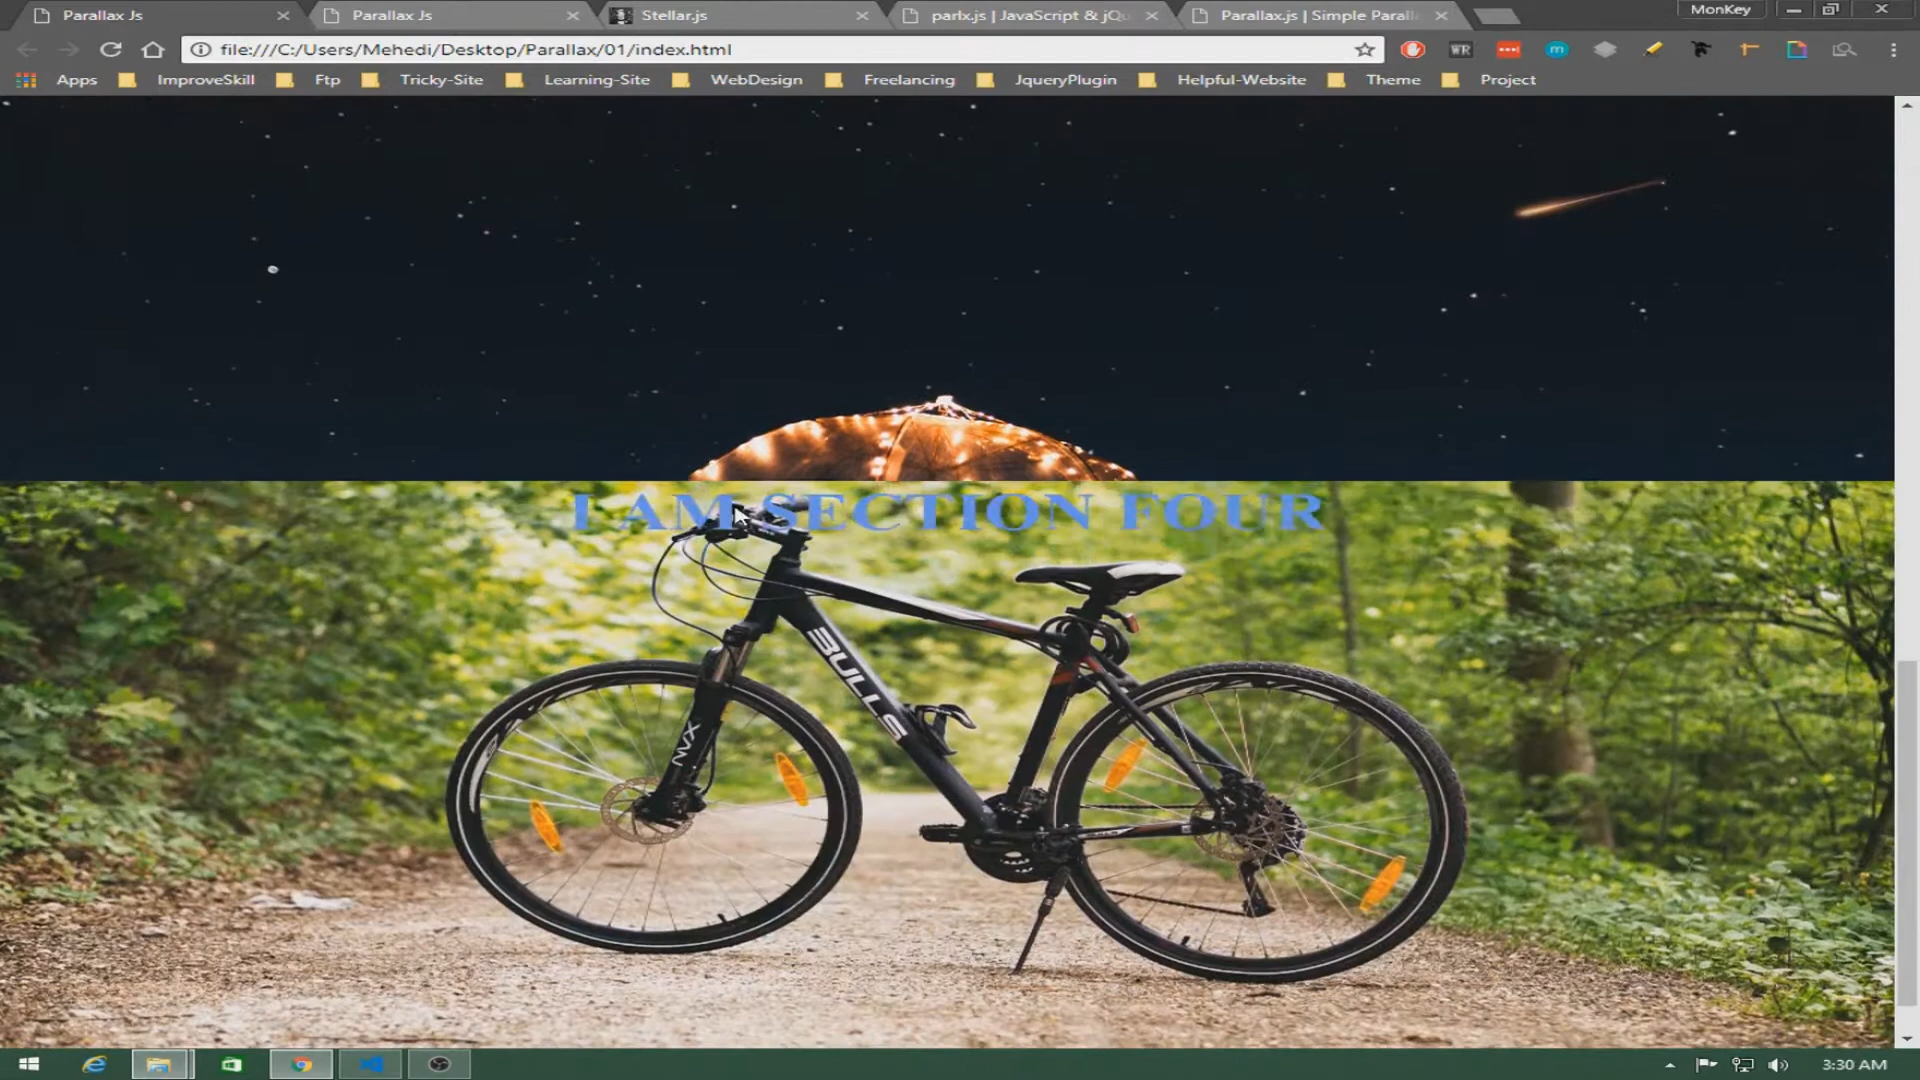 Parallax Js
Parallax Js
Stellar.js
parlx.js | JavaScript & jQu
Parallax.js | Simple Parall
MonKey
file:///C:/Users/Mehedi/Desktop/Parallax/01/index.html
WR
m
Apps
ImproveSkill
Ftp
Tricky-Site
Learning-Site
WebDesign
Freelancing
JqueryPlugin
Helpful-Website
Theme
Project
I AM SECTION FOUR
BULLS
NVX
3:30 AM